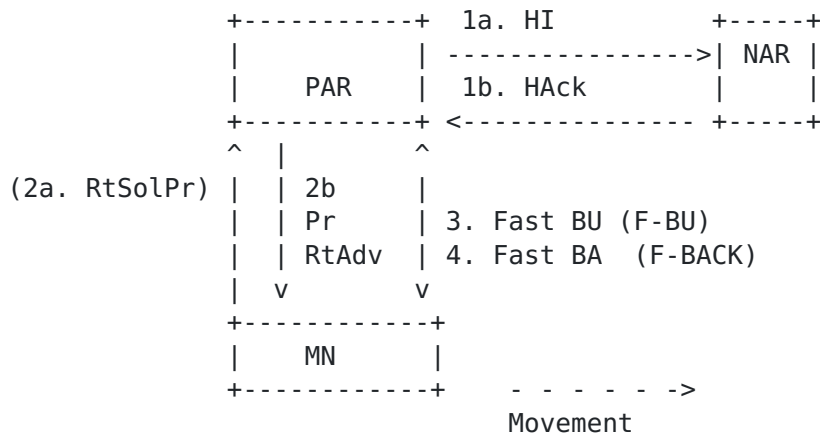 1a. HI
NAR
PAR 1b. HAck
(2a. RtSolPr) 2b
Pr 3. Fast BU (F-BU)
RtAdv 4. Fast BA (F-BACK)
MN
Movement